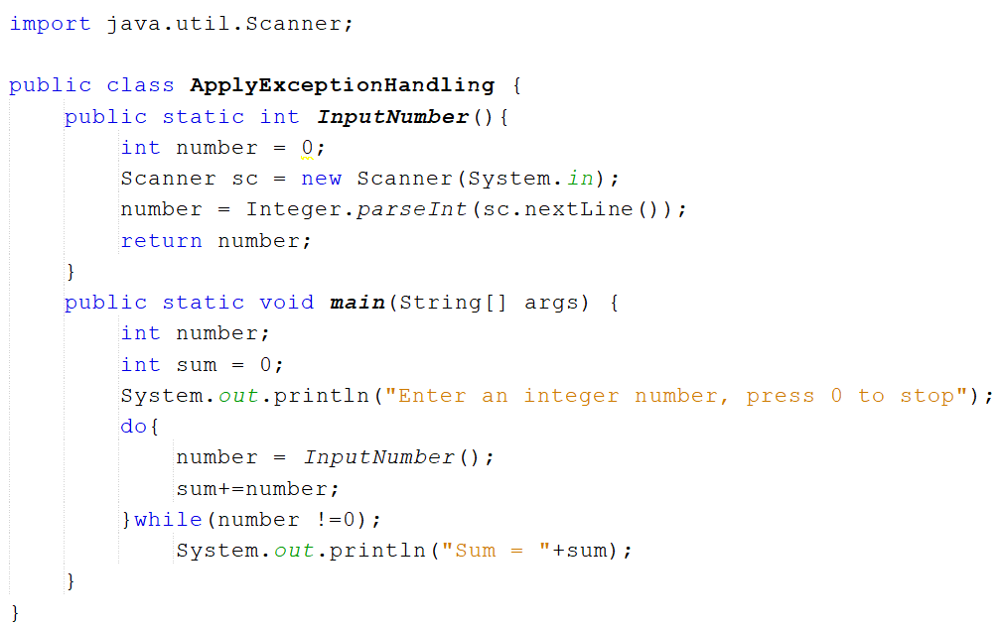 import java.util.Scanner;

public class ApplyExceptionHandling {
    public static int InputNumber(){
        int number = 0;
        Scanner sc = new Scanner(System.in);
        number = Integer.parseInt(sc.nextLine());
        return number;
    }
    public static void main(String[] args) {
        int number;
        int sum = 0;
        System.out.println("Enter an integer number, press 0 to stop");
        do{
            number = InputNumber();
            sum+=number;
        }while(number !=0);
            System.out.println("Sum = "+sum);
    }
}